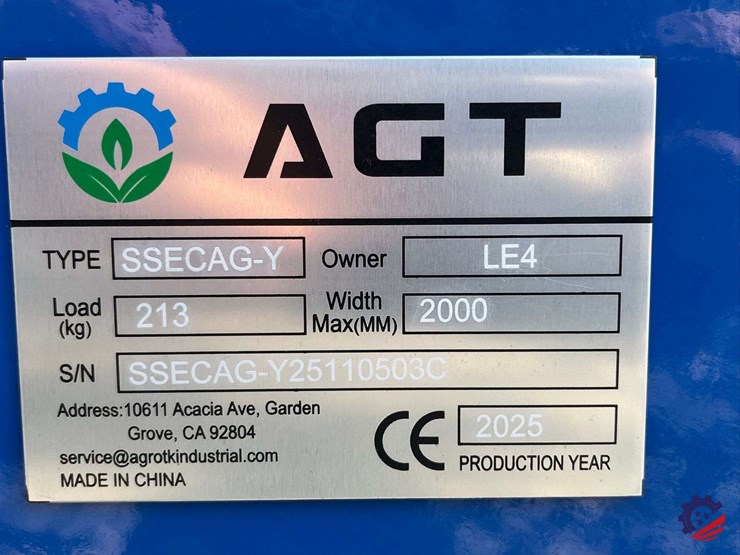 AGT
TYPE SSECAG-Y Owner LE4
Load (kg) 213 Width Max(MM) 2000
S/N SSECAG-Y25110503C
Address:10611 Acacia Ave, Garden
Grove, CA 92804
service@agrotkindustrial.com
MADE IN CHINA
CE 2025
PRODUCTION YEAR